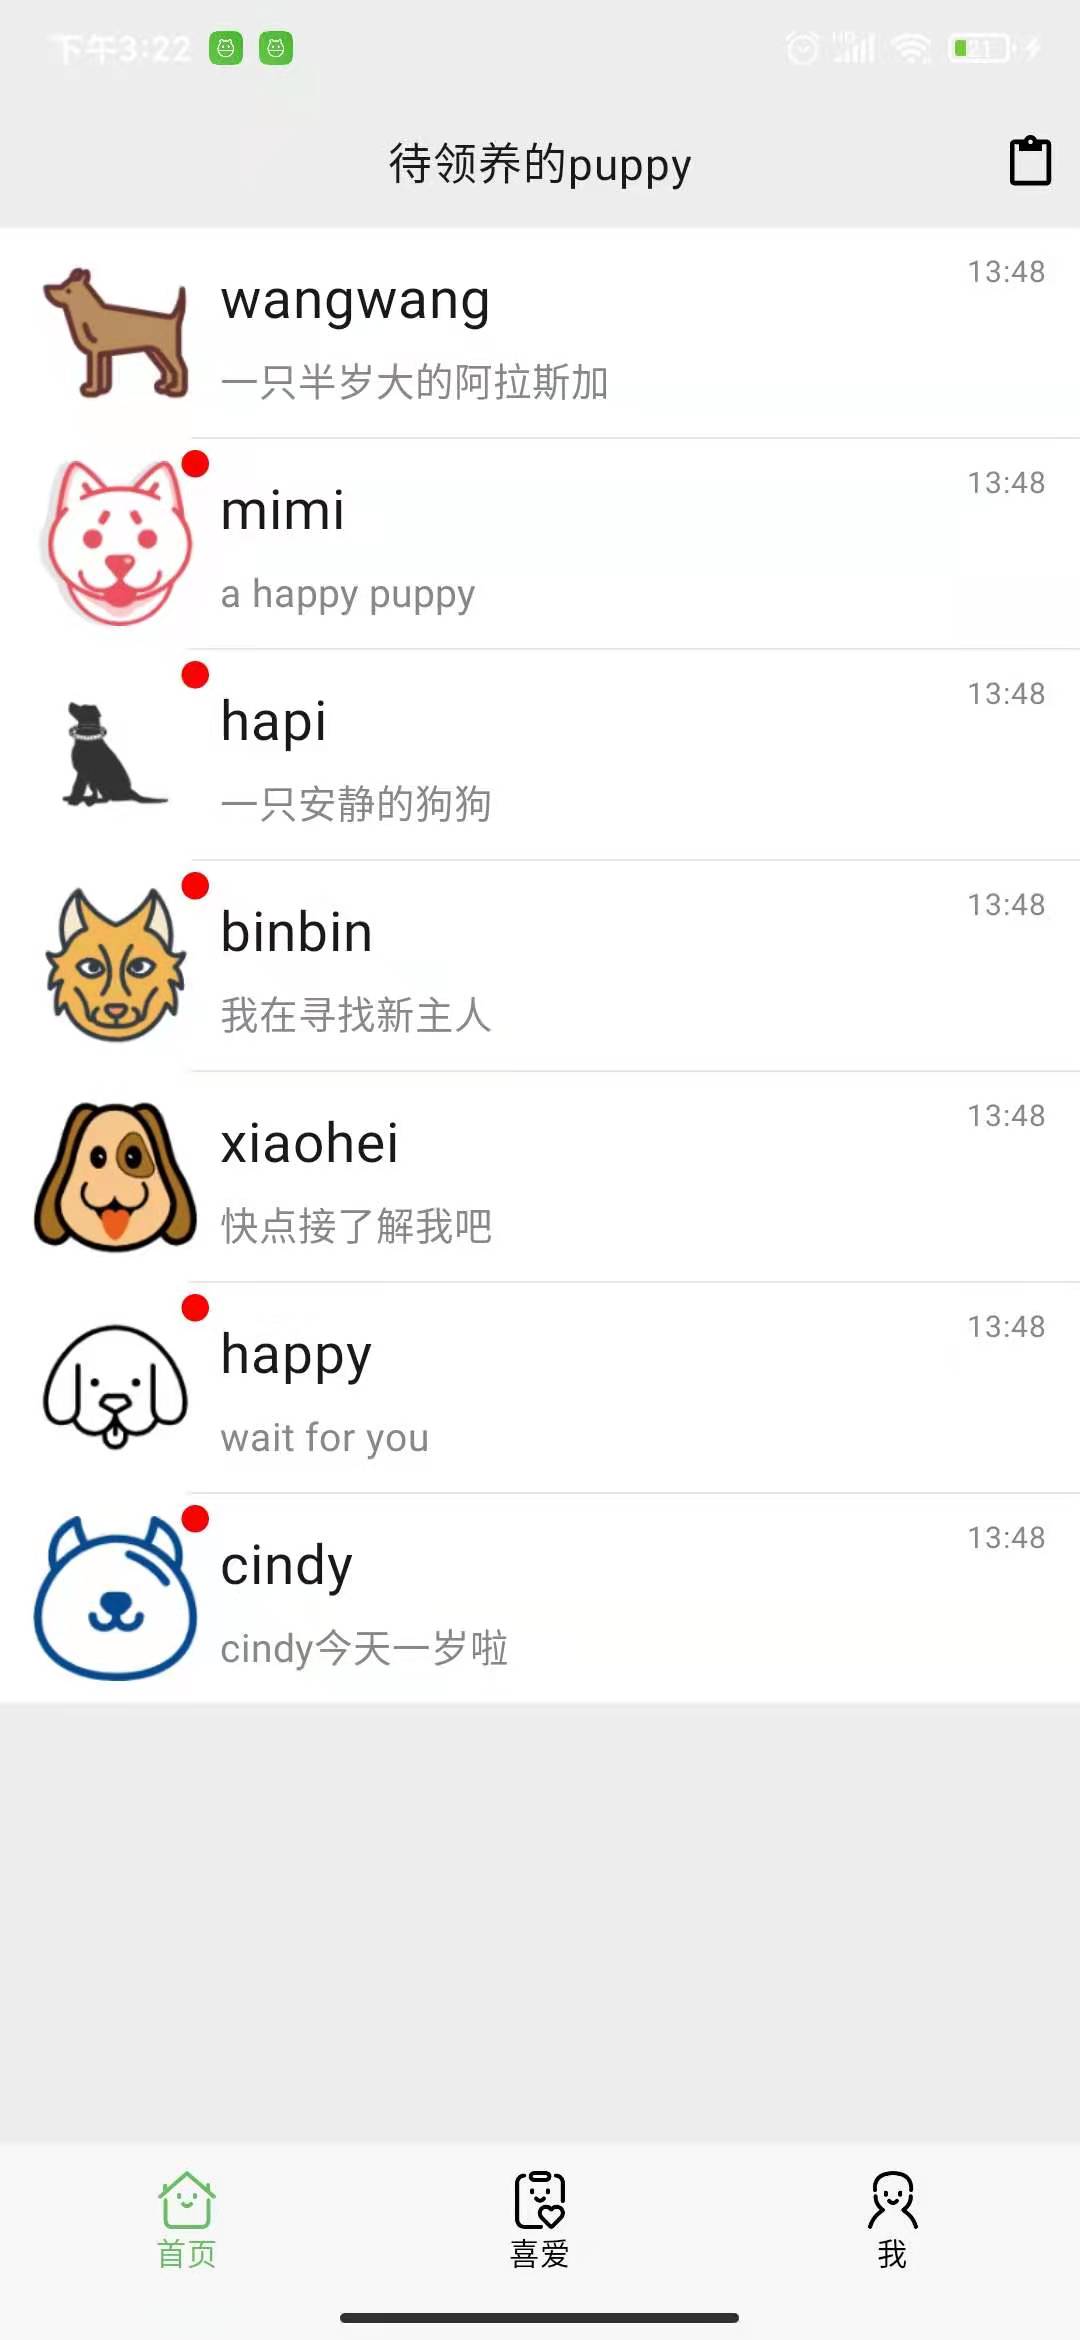 下午3:22
HD
21
待领养的puppy
wangwang
13:48
一只半岁大的阿拉斯加
mimi
13:48
a happy puppy
hapi
13:48
一只安静的狗狗
binbin
13:48
我在寻找新主人
xiaohei
13:48
快点接了解我吧
happy
13:48
wait for you
cindy
13:48
cindy今天一岁啦
首页
喜爱
我